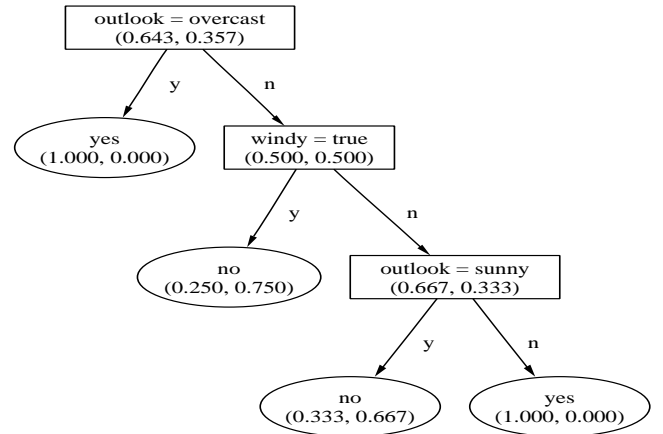 outlook = overcast
(0.643, 0.357)
y
n
yes
(1.000, 0.000)
windy = true
(0.500, 0.500)
y
n
no
(0.250, 0.750)
outlook = sunny
(0.667, 0.333)
y
n
no
(0.333, 0.667)
yes
(1.000, 0.000)